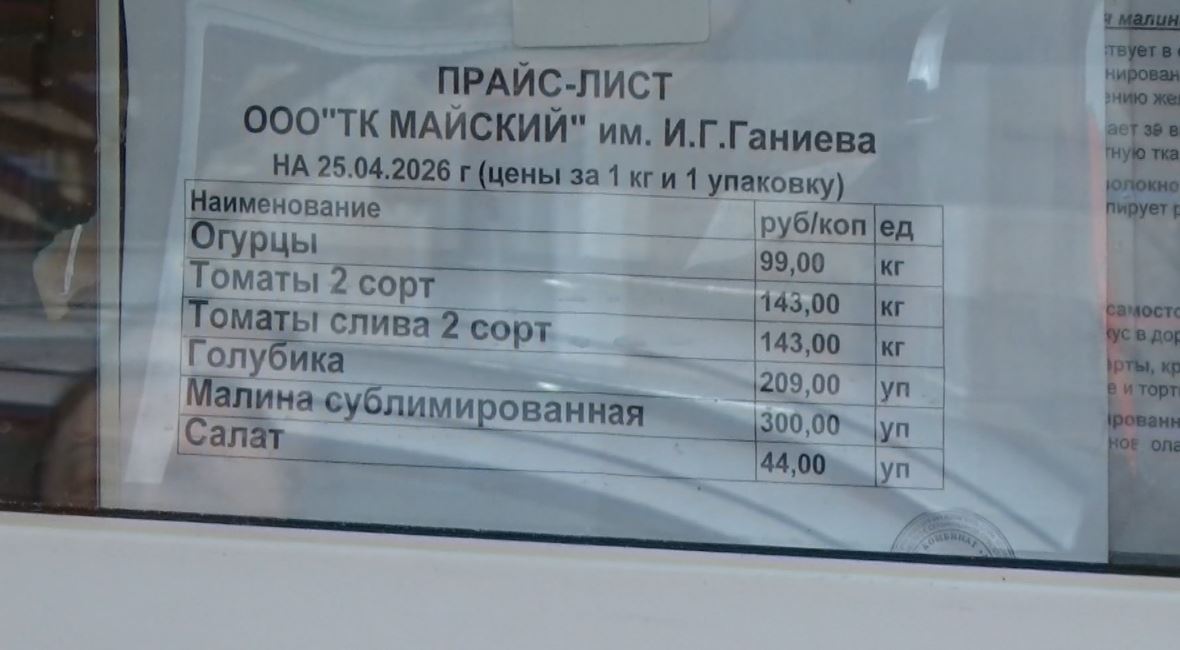 ПРАЙС-ЛИСТ
ООО"ТК МАЙСКИЙ" им. И.Г.Ганиева
НА 25.04.2026 г (цены за 1 кг и 1 упаковку)
Наименование руб/коп ед
Огурцы 99,00 кг
Томаты 2 сорт 143,00 кг
Томаты слива 2 сорт 143,00 кг
Голубика 209,00 уп
Малина сублимированная 300,00 уп
Салат 44,00 уп
КОМБИНАТ